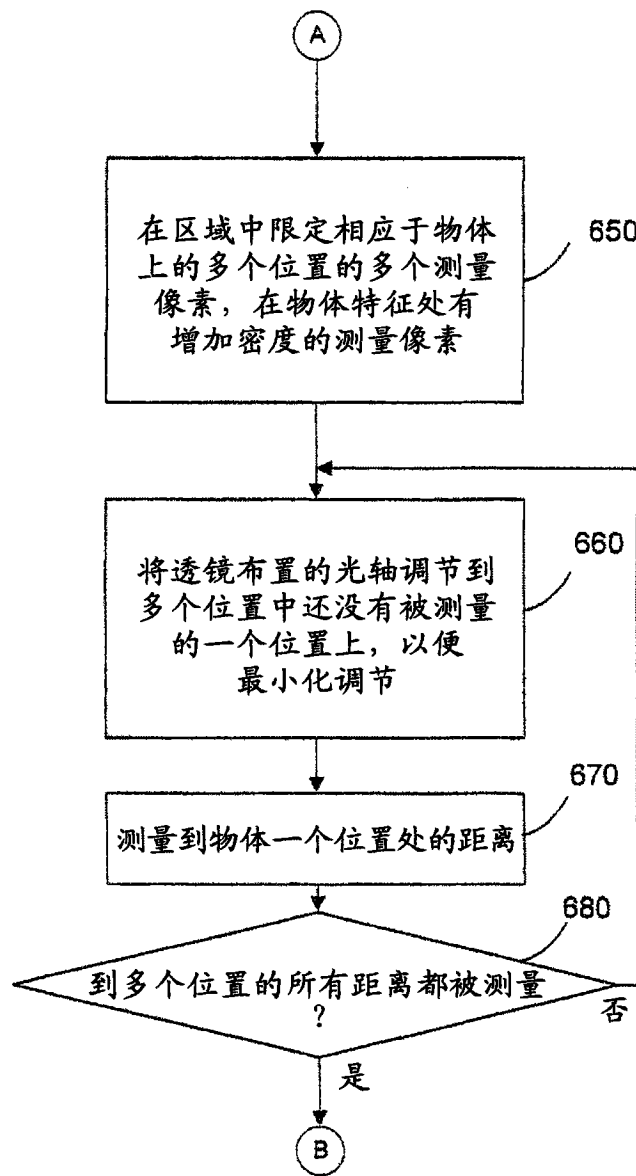 A
在区域中限定相应于物体
上的多个位置的多个测量
像素，在物体特征处有
增加密度的测量像素
650
将透镜布置的光轴调节到
多个位置中还没有被测量
的一个位置上，以便
最小化调节
660
670
测量到物体一个位置处的距离
680
到多个位置的所有距离都被测量
?
否
是
B